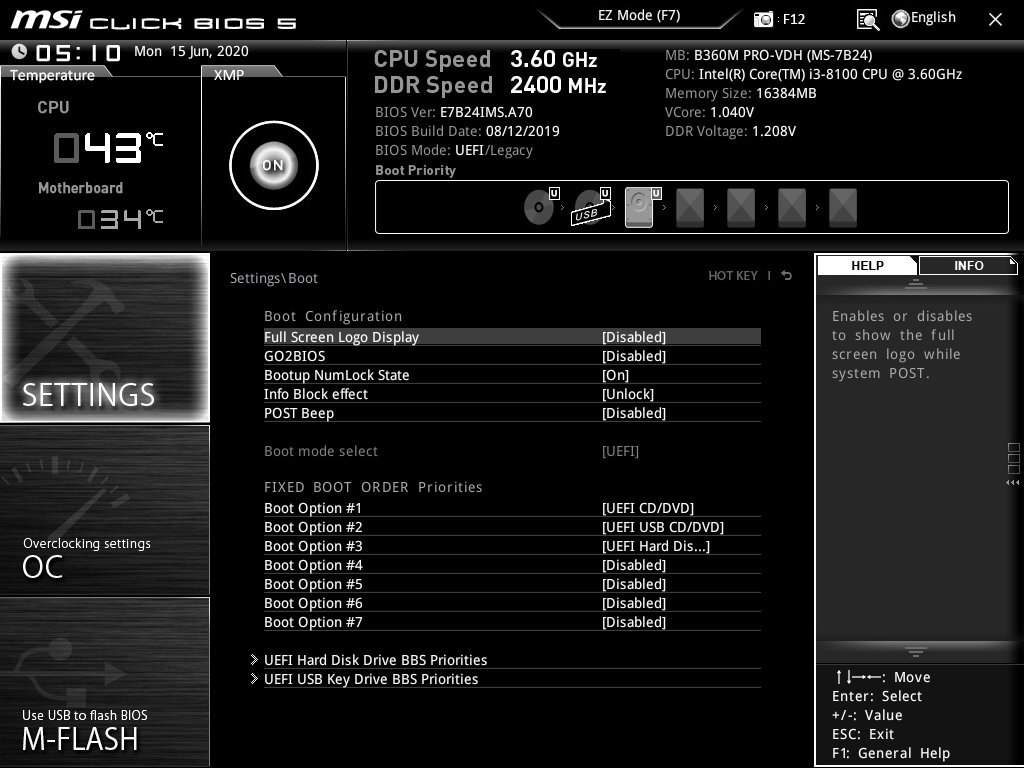 msi CLICK BIOS 5
EZ Mode (F7)
: F12
English
05:10 Mon 15 Jun, 2020
Temperature
XMP
CPU
043°C
Motherboard
034°C
ON
CPU Speed 3.60 GHz
DDR Speed 2400 MHz
BIOS Ver: E7B24IMS.A70
BIOS Build Date: 08/12/2019
BIOS Mode: UEFI/Legacy
MB: B360M PRO-VDH (MS-7B24)
CPU: Intel(R) Core(TM) i3-8100 CPU @ 3.60GHz
Memory Size: 16384MB
VCore: 1.040V
DDR Voltage: 1.208V
Boot Priority
U U U
USB
SETTINGS
Overclocking settings
OC
Use USB to flash BIOS
M-FLASH
Settings\Boot
HOT KEY |
Boot Configuration
Full Screen Logo Display [Disabled]
GO2BIOS [Disabled]
Bootup NumLock State [On]
Info Block effect [Unlock]
POST Beep [Disabled]
Boot mode select [UEFI]
FIXED BOOT ORDER Priorities
Boot Option #1 [UEFI CD/DVD]
Boot Option #2 [UEFI USB CD/DVD]
Boot Option #3 [UEFI Hard Dis...]
Boot Option #4 [Disabled]
Boot Option #5 [Disabled]
Boot Option #6 [Disabled]
Boot Option #7 [Disabled]
UEFI Hard Disk Drive BBS Priorities
UEFI USB Key Drive BBS Priorities
HELP
INFO
Enables or disables
to show the full
screen logo while
system POST.
↑↓→←: Move
Enter: Select
+/-: Value
ESC: Exit
F1: General Help